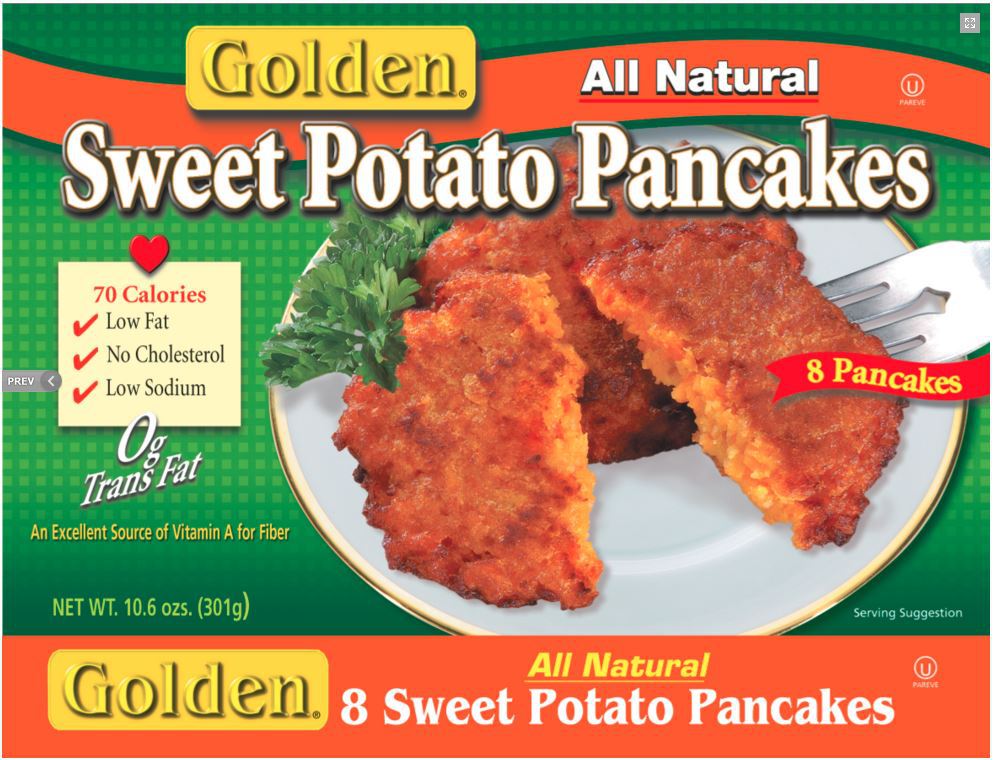 Golden®
All Natural
U
PAREVE
Sweet Potato Pancakes
70 Calories
Low Fat
No Cholesterol
Low Sodium
PREV
8 Pancakes
0g
Trans Fat
An Excellent Source of Vitamin A for Fiber
NET WT. 10.6 ozs. (301g)
Serving Suggestion
Golden®
All Natural
8 Sweet Potato Pancakes
U
PAREVE